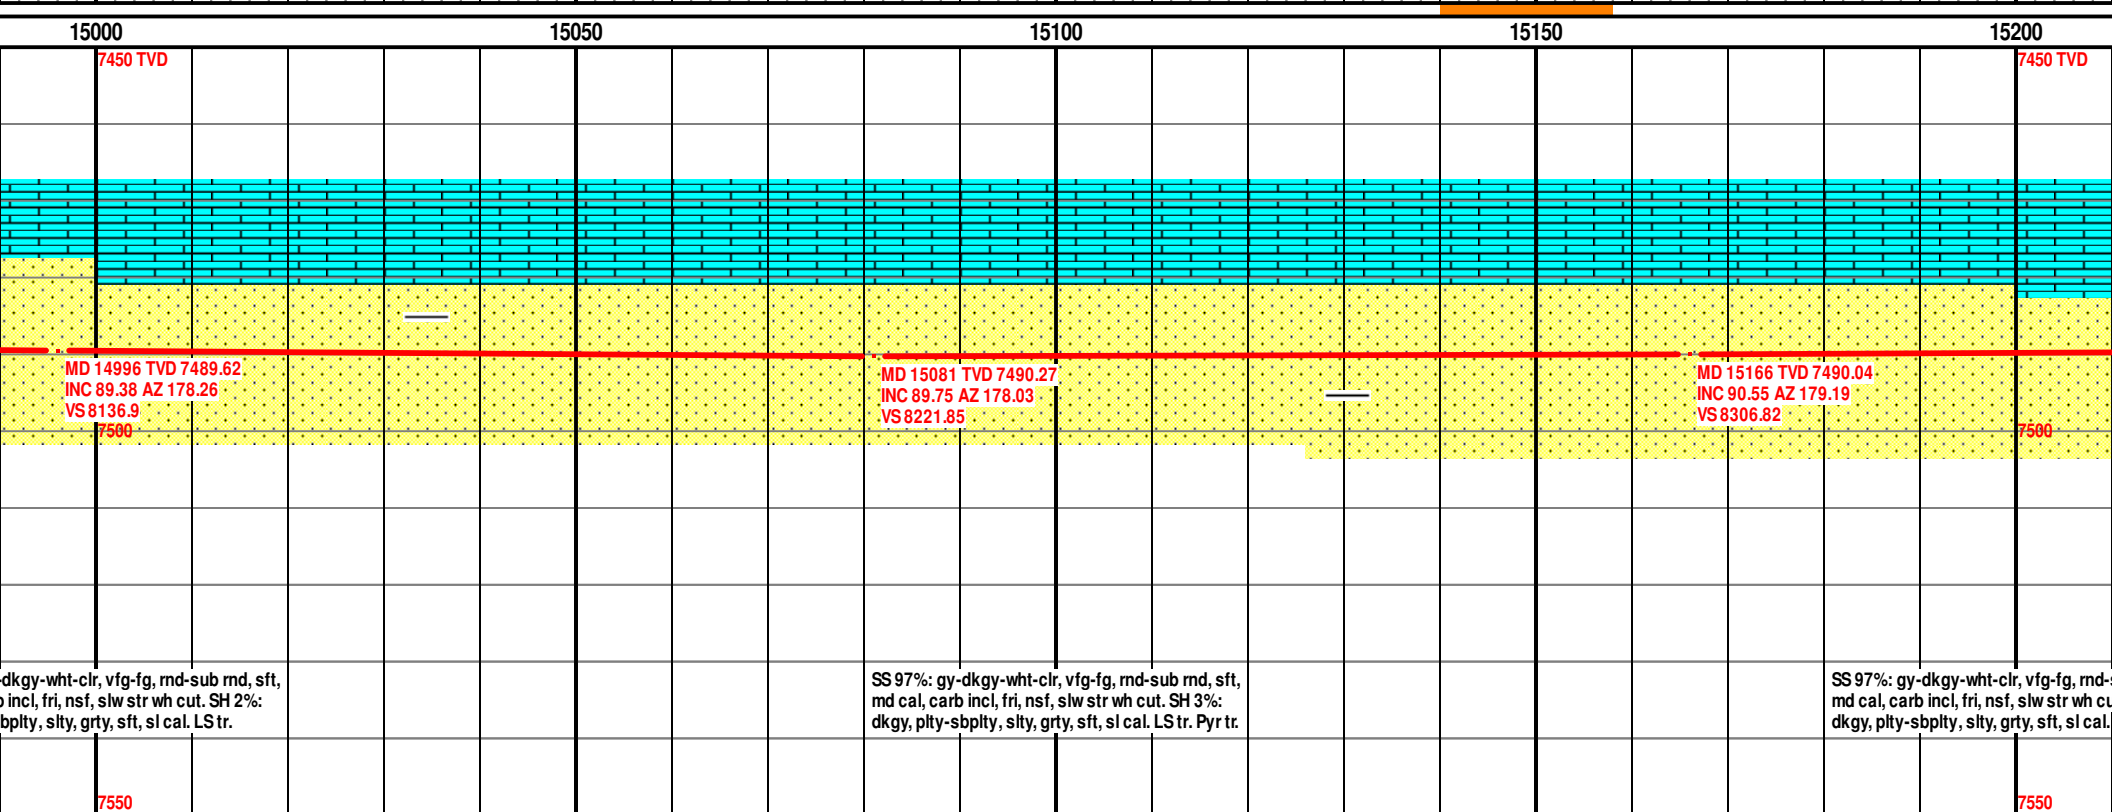 15000 15050 15100 15150 15200
7450 TVD 7450 TVD
MD 14996 TVD 7489.62
INC 89.38 AZ 178.26
VS 8136.9
MD 15081 TVD 7490.27
INC 89.75 AZ 178.03
VS 8221.85
MD 15166 TVD 7490.04
INC 90.55 AZ 179.19
VS 8306.82
7500 7500
-dkgy-wht-clr, vfg-fg, rnd-sub rnd, sft,
incl, fri, nsf, slw str wh cut. SH 2%:
bplty, slty, grty, sft, sl cal. LS tr.
SS 97%: gy-dkgy-wht-clr, vfg-fg, rnd-sub rnd, sft,
md cal, carb incl, fri, nsf, slw str wh cut. SH 3%:
dkgy, plty-sbplty, slty, grty, sft, sl cal. LS tr. Pyr tr.
SS 97%: gy-dkgy-wht-clr, vfg-fg, rnd-s
md cal, carb incl, fri, nsf, slw str wh cu
dkgy, plty-sbplty, slty, grty, sft, sl cal.
7550 7550